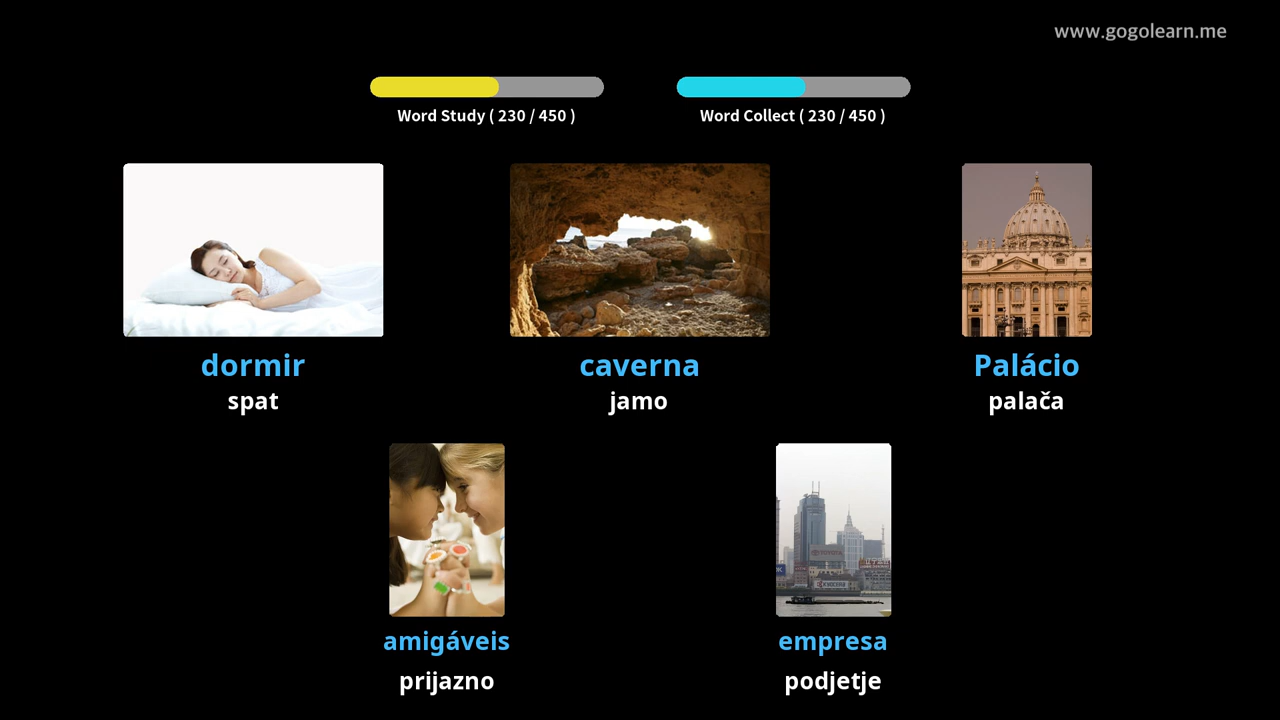 www.gogolearn.me
Word Study ( 230 / 450 )
Word Collect ( 230 / 450 )
dormir
spat
caverna
jamo
Palácio
palača
amigáveis
prijazno
empresa
podjetje